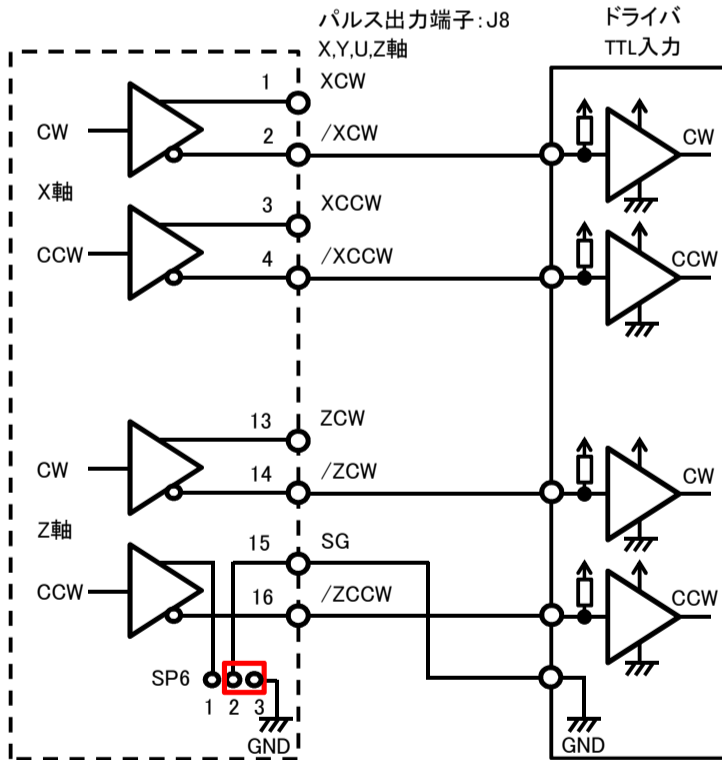 パルス出力端子:J8
X,Y,U,Z軸
ドライバ
TTL入力
1 XCW
CW
2 /XCW
CW
X軸
3 XCCW
CCW
4 /XCCW
CCW
13 ZCW
CW
14 /ZCW
CW
Z軸
15 SG
CCW
16 /ZCCW
CCW
SP6
1 2 3
GND
GND